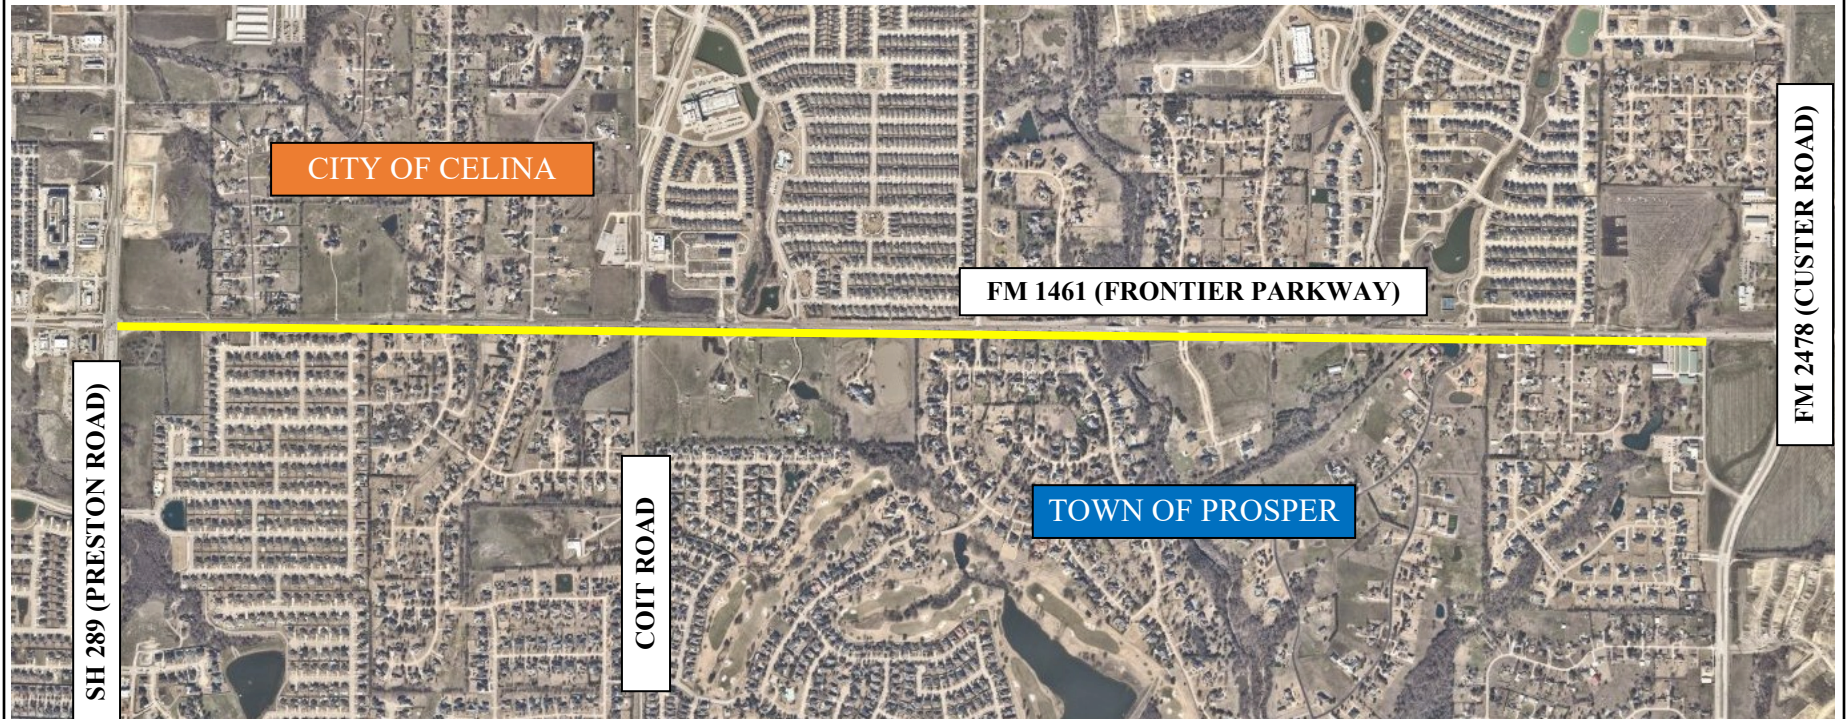 CITY OF CELINA
FM 1461 (FRONTIER PARKWAY)
FM 2478 (CUSTER ROAD)
SH 289 (PRESTON ROAD)
COIT ROAD
TOWN OF PROSPER